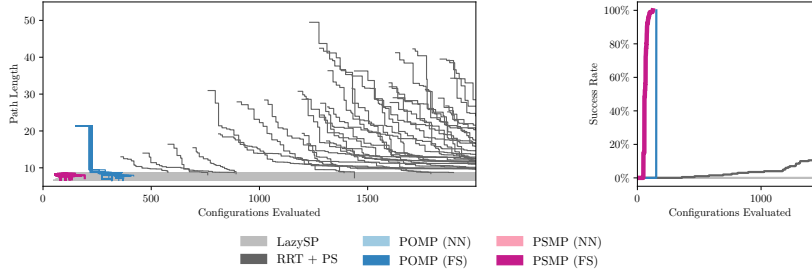 50
40
30
20
10
Path Length
0
500
1000
1500
Configurations Evaluated
100%
80%
60%
40%
20%
0%
Success Rate
0
1000
Configurations Evaluated
LazySP
POMP (NN)
PSMP (NN)
RRT + PS
POMP (FS)
PSMP (FS)